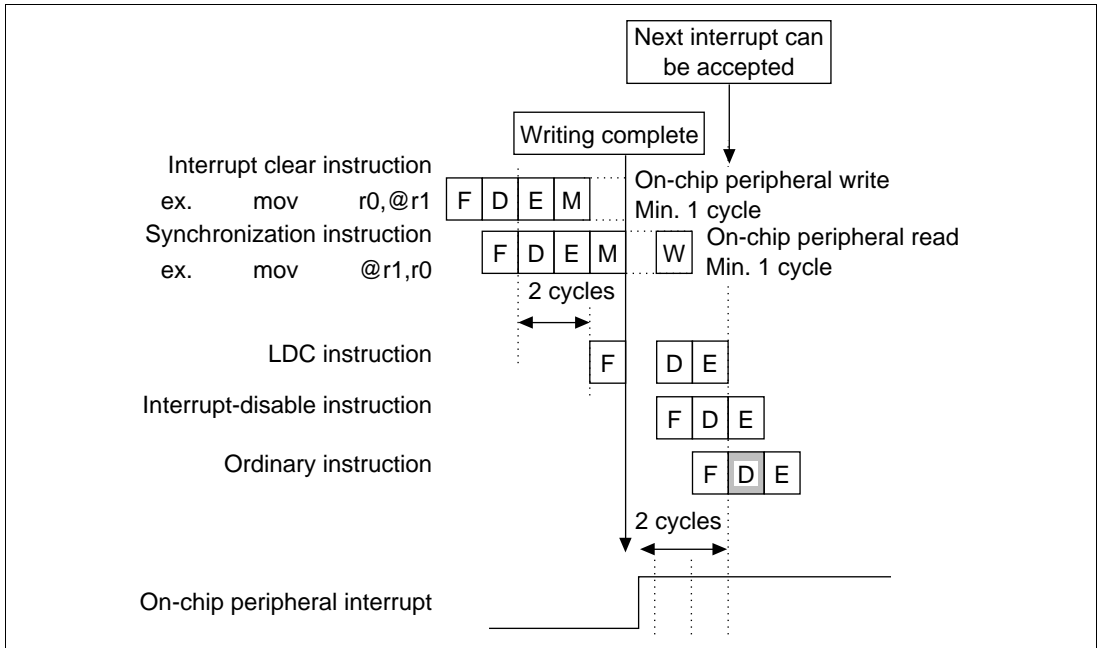 Next interrupt can
be accepted
Writing complete
Interrupt clear instruction
ex. mov r0,@r1
F D E M
On-chip peripheral write
Min. 1 cycle
Synchronization instruction
ex. mov @r1,r0
F D E M W
On-chip peripheral read
Min. 1 cycle
2 cycles
LDC instruction
F D E
Interrupt-disable instruction
F D E
Ordinary instruction
F D E
2 cycles
On-chip peripheral interrupt